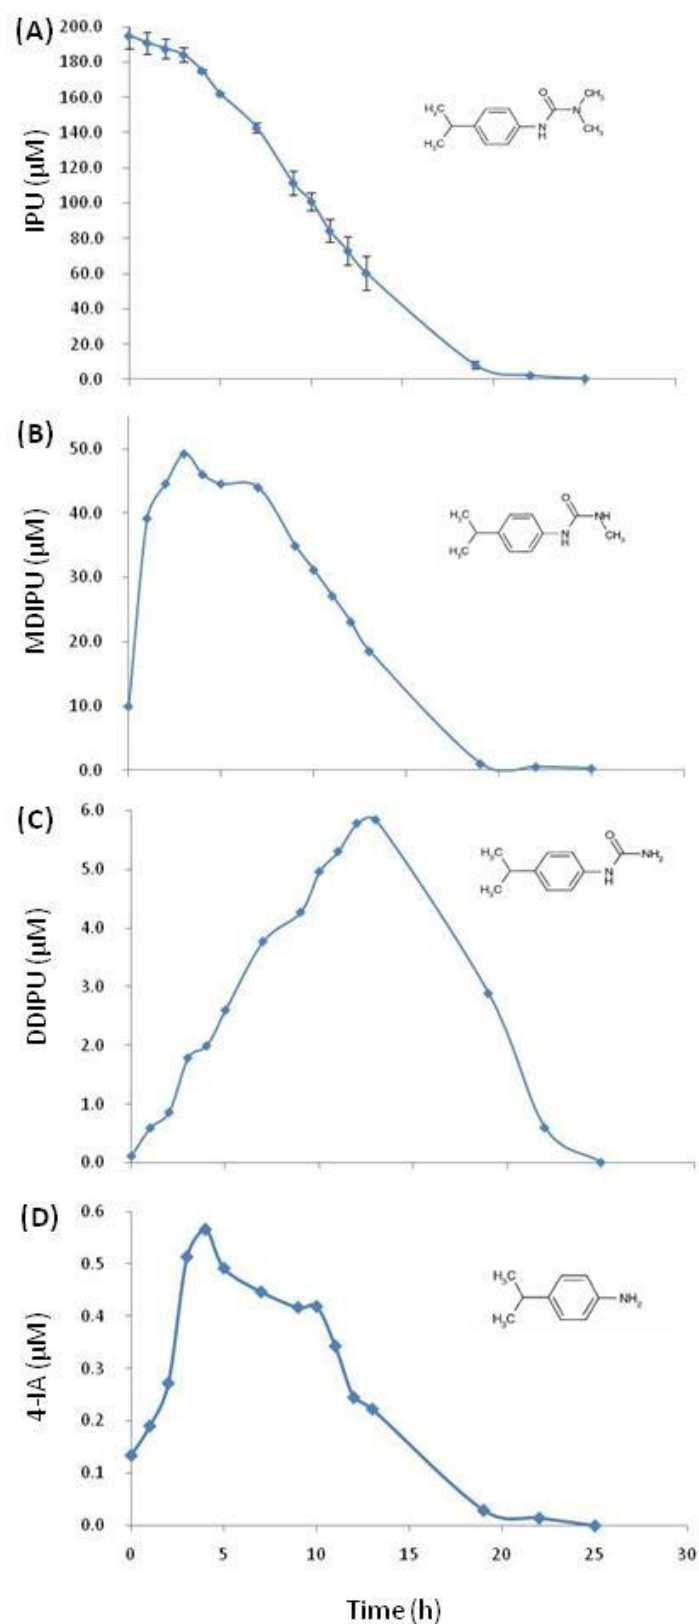 (A)
IPU (µM)
200.0
180.0
160.0
140.0
120.0
100.0
80.0
60.0
40.0
20.0
0.0
H₃C
H₃C
O
N
H
N
CH₃
CH₃
(B)
MDIPU (µM)
50.0
40.0
30.0
20.0
10.0
0.0
H₃C
H₃C
O
N
H
NH
CH₃
(C)
DDIPU (µM)
6.0
5.0
4.0
3.0
2.0
1.0
0.0
H₃C
H₃C
O
N
H
NH₂
(D)
4-IA (µM)
0.6
0.5
0.4
0.3
0.2
0.1
0.0
H₃C
H₃C
NH₂
0 5 10 15 20 25 30
Time (h)